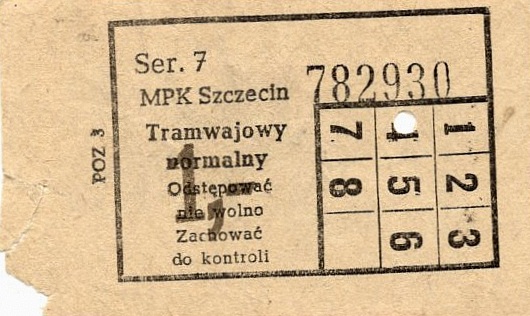 Ser. 7
782930
MPK Szczecin
POZ 3
Tramwajowy
normalny
1,-
Odstępować
nie wolno
Zachować
do kontroli
7 4 1
8 5 2
6 3